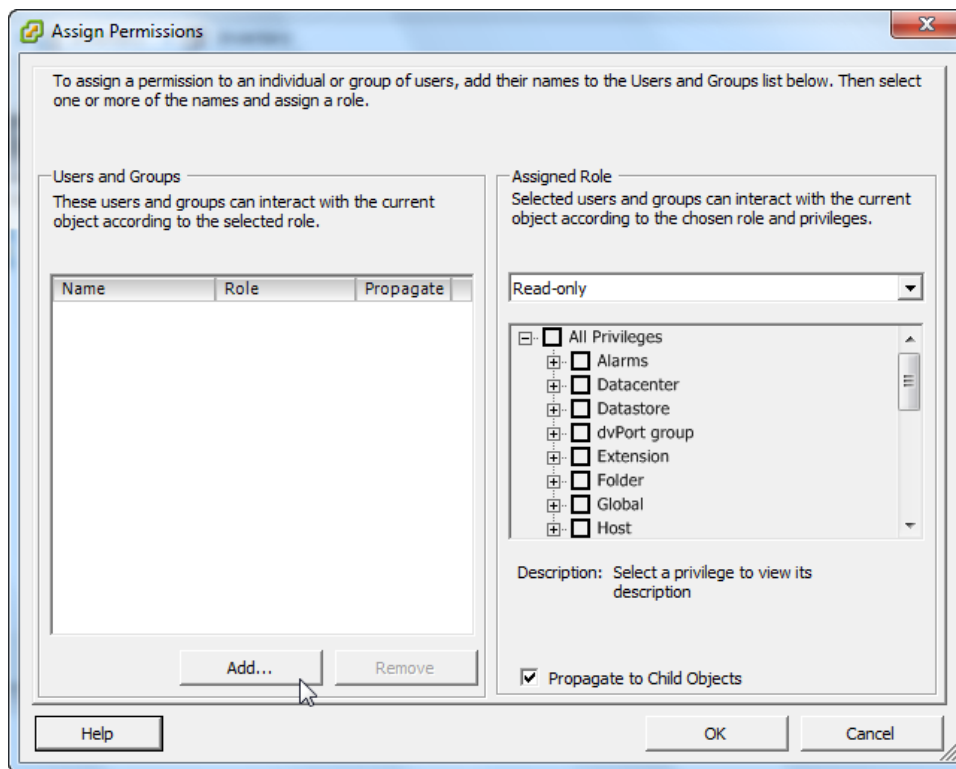 Assign Permissions
To assign a permission to an individual or group of users, add their names to the Users and Groups list below. Then select
one or more of the names and assign a role.
Users and Groups
These users and groups can interact with the current
object according to the selected role.
Name Role Propagate
Add...
Remove
Assigned Role
Selected users and groups can interact with the current
object according to the chosen role and privileges.
Read-only
All Privileges
Alarms
Datacenter
Datastore
dvPort group
Extension
Folder
Global
Host
Description: Select a privilege to view its
description
Propagate to Child Objects
Help
OK
Cancel